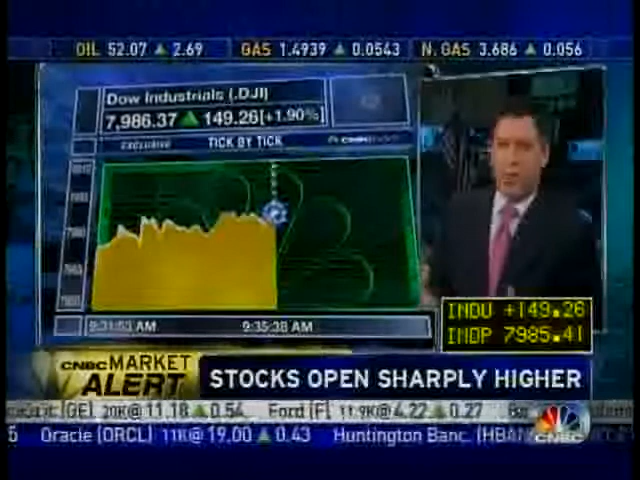 OIL 52.07 ▲ 2.69 GAS 1.4939 ▲ 0.0543 N. GAS 3.686 ▲ 0.056
Dow Industrials (.DJI)
7,986.37 ▲ 149.26[+1.90%]
EXCLUSIVE TICK BY TICK
9:31:53 AM 9:35:38 AM
INDU +149.26
INDP 7985.41
CNBC MARKET
ALERT
STOCKS OPEN SHARPLY HIGHER
(GE) 20K@11.18 ▲ 0.54 Ford (F) 11.9K@4.22 ▲ 0.27
5 Oracle (ORCL) 11K@19.00 ▲ 0.43 Huntington Banc. (HBAN
CNBC